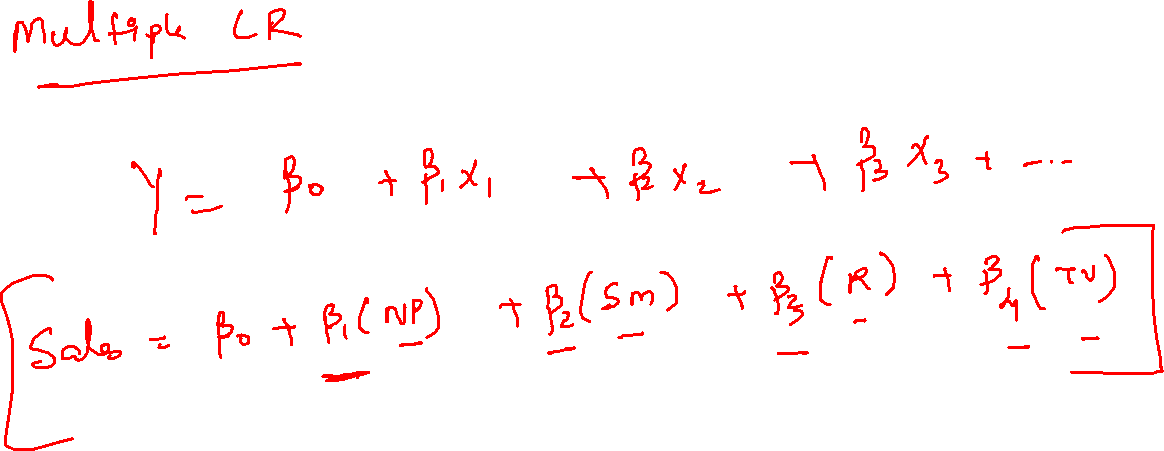 Multiple LR
Y = β₀ + β₁x₁ + β₂x₂ + β₃x₃ + ....
Sales = β₀ + β₁(NP) + β₂(Sm) + β₃(R) + β₄(TV)